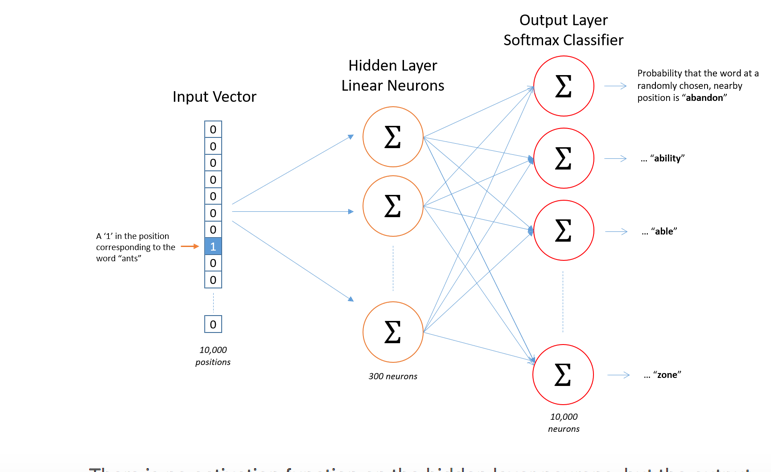 Output Layer
Softmax Classifier
Hidden Layer
Linear Neurons
Input Vector
0
0
0
0
0
0
0
1
0
0
0
A '1' in the position
corresponding to the
word "ants"
10,000
positions
Σ
Σ
Σ
300 neurons
Σ
Σ
Σ
Σ
10,000
neurons
Probability that the word at a
randomly chosen, nearby
position is "abandon"
... "ability"
... "able"
... "zone"